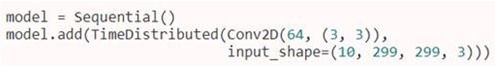 model = Sequential()
model.add(TimeDistributed(Conv2D(64, (3, 3)),
input_shape=(10, 299, 299, 3)))